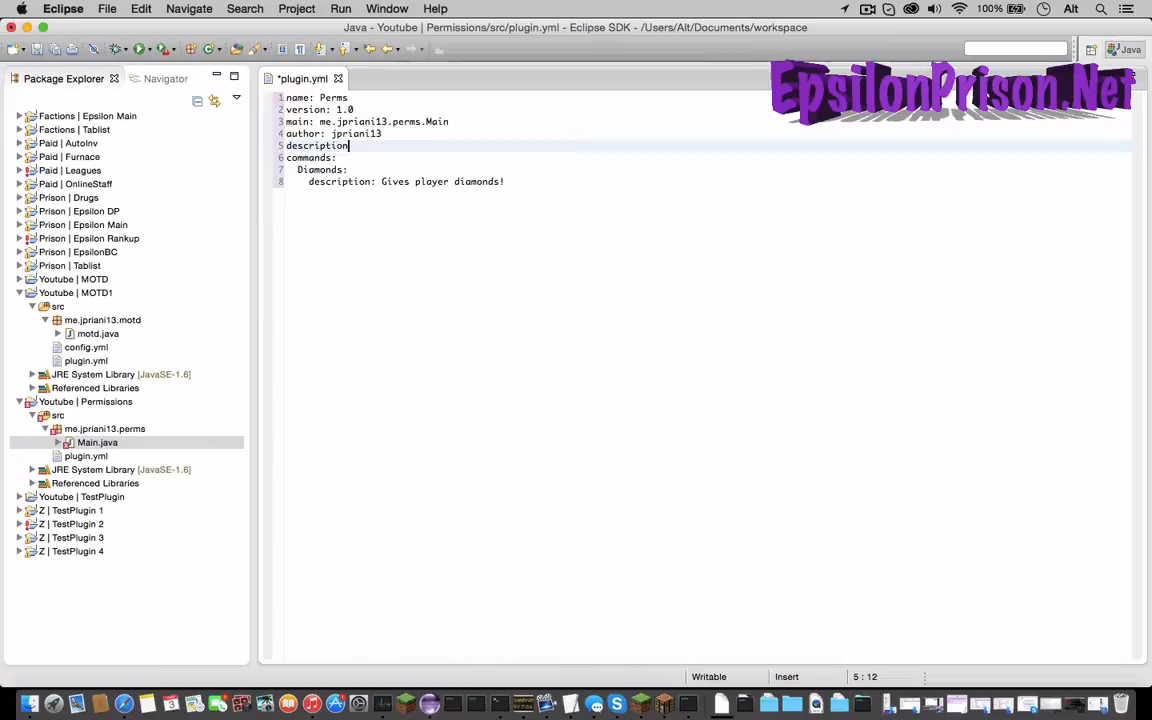 Eclipse File Edit Navigate Search Project Run Window Help 100% Alt
Java - Youtube | Permissions/src/plugin.yml - Eclipse SDK - /Users/Alt/Documents/workspace
Java
Package Explorer Navigator
*plugin.yml
EpsilonPrison.Net
Factions | Epsilon Main
Factions | Tablist
Paid | AutoInv
Paid | Furnace
Paid | Leagues
Paid | OnlineStaff
Prison | Drugs
Prison | Epsilon DP
Prison | Epsilon Main
Prison | Epsilon Rankup
Prison | EpsilonBC
Prison | Tablist
Youtube | MOTD
Youtube | MOTD1
src
me.jpriani13.motd
motd.java
config.yml
plugin.yml
JRE System Library [JavaSE-1.6]
Referenced Libraries
Youtube | Permissions
src
me.jpriani13.perms
Main.java
plugin.yml
JRE System Library [JavaSE-1.6]
Referenced Libraries
Youtube | TestPlugin
Z | TestPlugin 1
Z | TestPlugin 2
Z | TestPlugin 3
Z | TestPlugin 4
1 name: Perms
2 version: 1.0
3 main: me.jpriani13.perms.Main
4 author: jpriani13
5 description
6 commands:
7 Diamonds:
8 description: Gives player diamonds!
Writable Insert 5 : 12